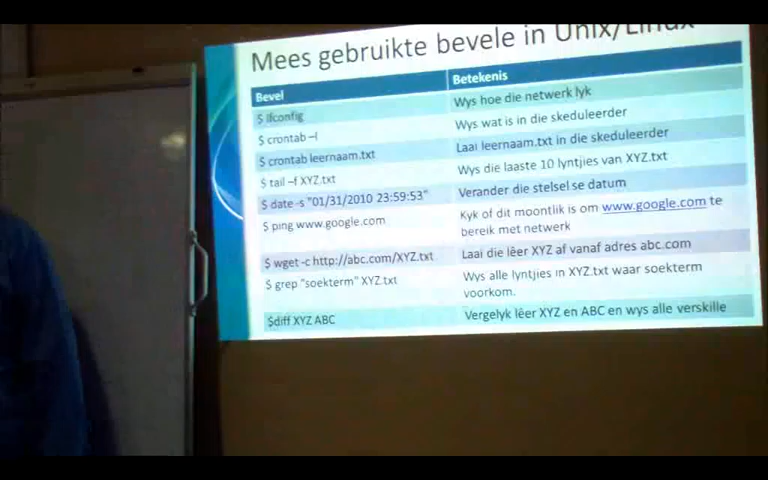 Mees gebruikte bevele in Unix/Linux
Bevel Betekenis
$ ifconfig Wys hoe die netwerk lyk
$ crontab –l Wys wat is in die skeduleerder
$ crontab leernaam.txt Laai leernaam.txt in die skeduleerder
$ tail –f XYZ.txt Wys die laaste 10 lyntjies van XYZ.txt
$ date -s "01/31/2010 23:59:53" Verander die stelsel se datum
$ ping www.google.com Kyk of dit moontlik is om www.google.com te
bereik met netwerk
$ wget -c http://abc.com/XYZ.txt Laai die lêer XYZ af vanaf adres abc.com
$ grep "soekterm" XYZ.txt Wys alle lyntjies in XYZ.txt waar soekterm
voorkom.
$diff XYZ ABC Vergelyk lêer XYZ en ABC en wys alle verskille